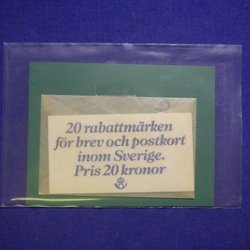 20 rabattmärken
för brev och postkort
inom Sverige.
Pris 20 kronor